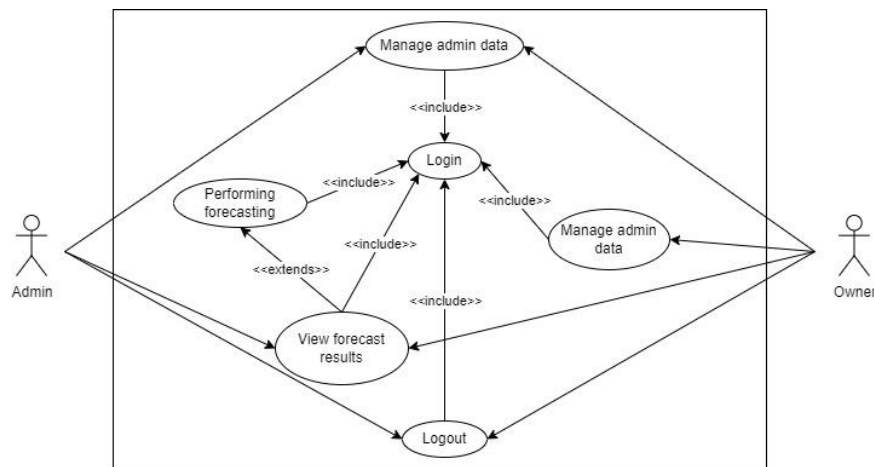 Manage admin data
<<include>>
Login
Performing
forecasting
<<include>>
<<include>>
<<include>>
Manage admin
data
<<extends>>
Admin
Owner
<<include>>
View forecast
results
Logout